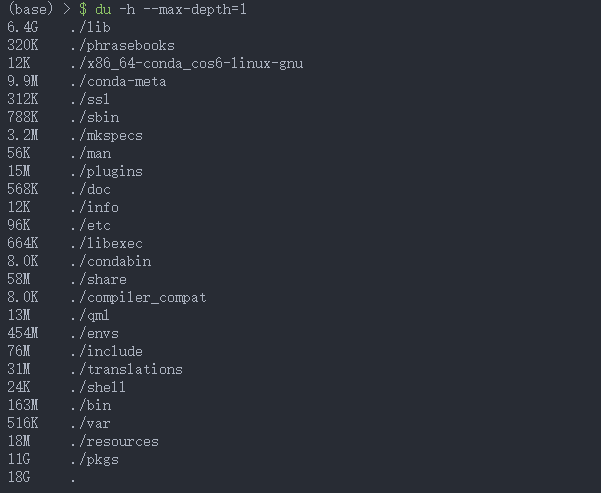 (base) > $ du -h --max-depth=1
6.4G ./lib
320K ./phrasebooks
12K ./x86_64-conda_cos6-linux-gnu
9.9M ./conda-meta
312K ./ssl
788K ./sbin
3.2M ./mkspecs
56K ./man
15M ./plugins
568K ./doc
12K ./info
96K ./etc
664K ./libexec
8.0K ./condabin
58M ./share
8.0K ./compiler_compat
13M ./qml
454M ./envs
76M ./include
31M ./translations
24K ./shell
163M ./bin
516K ./var
18M ./resources
11G ./pkgs
18G .